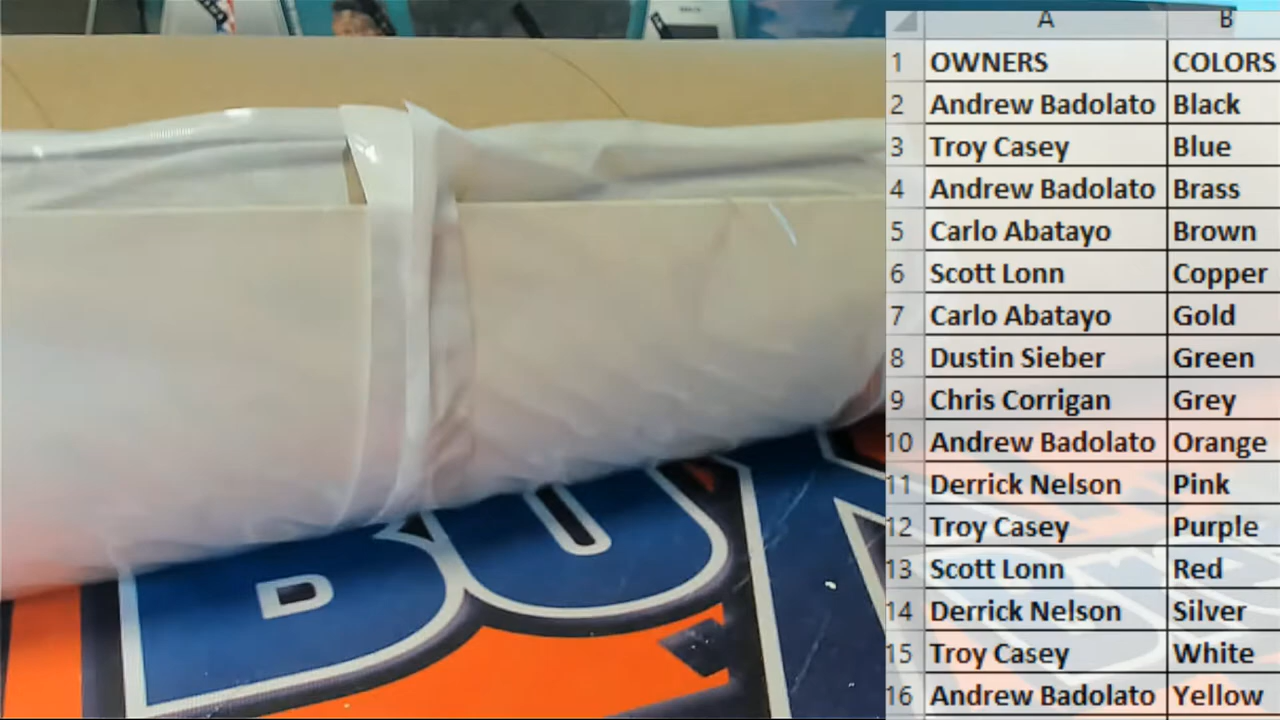 A B
1 OWNERS COLORS
2 Andrew Badolato Black
3 Troy Casey Blue
4 Andrew Badolato Brass
5 Carlo Abatayo Brown
6 Scott Lonn Copper
7 Carlo Abatayo Gold
8 Dustin Sieber Green
9 Chris Corrigan Grey
10 Andrew Badolato Orange
11 Derrick Nelson Pink
12 Troy Casey Purple
13 Scott Lonn Red
14 Derrick Nelson Silver
15 Troy Casey White
16 Andrew Badolato Yellow